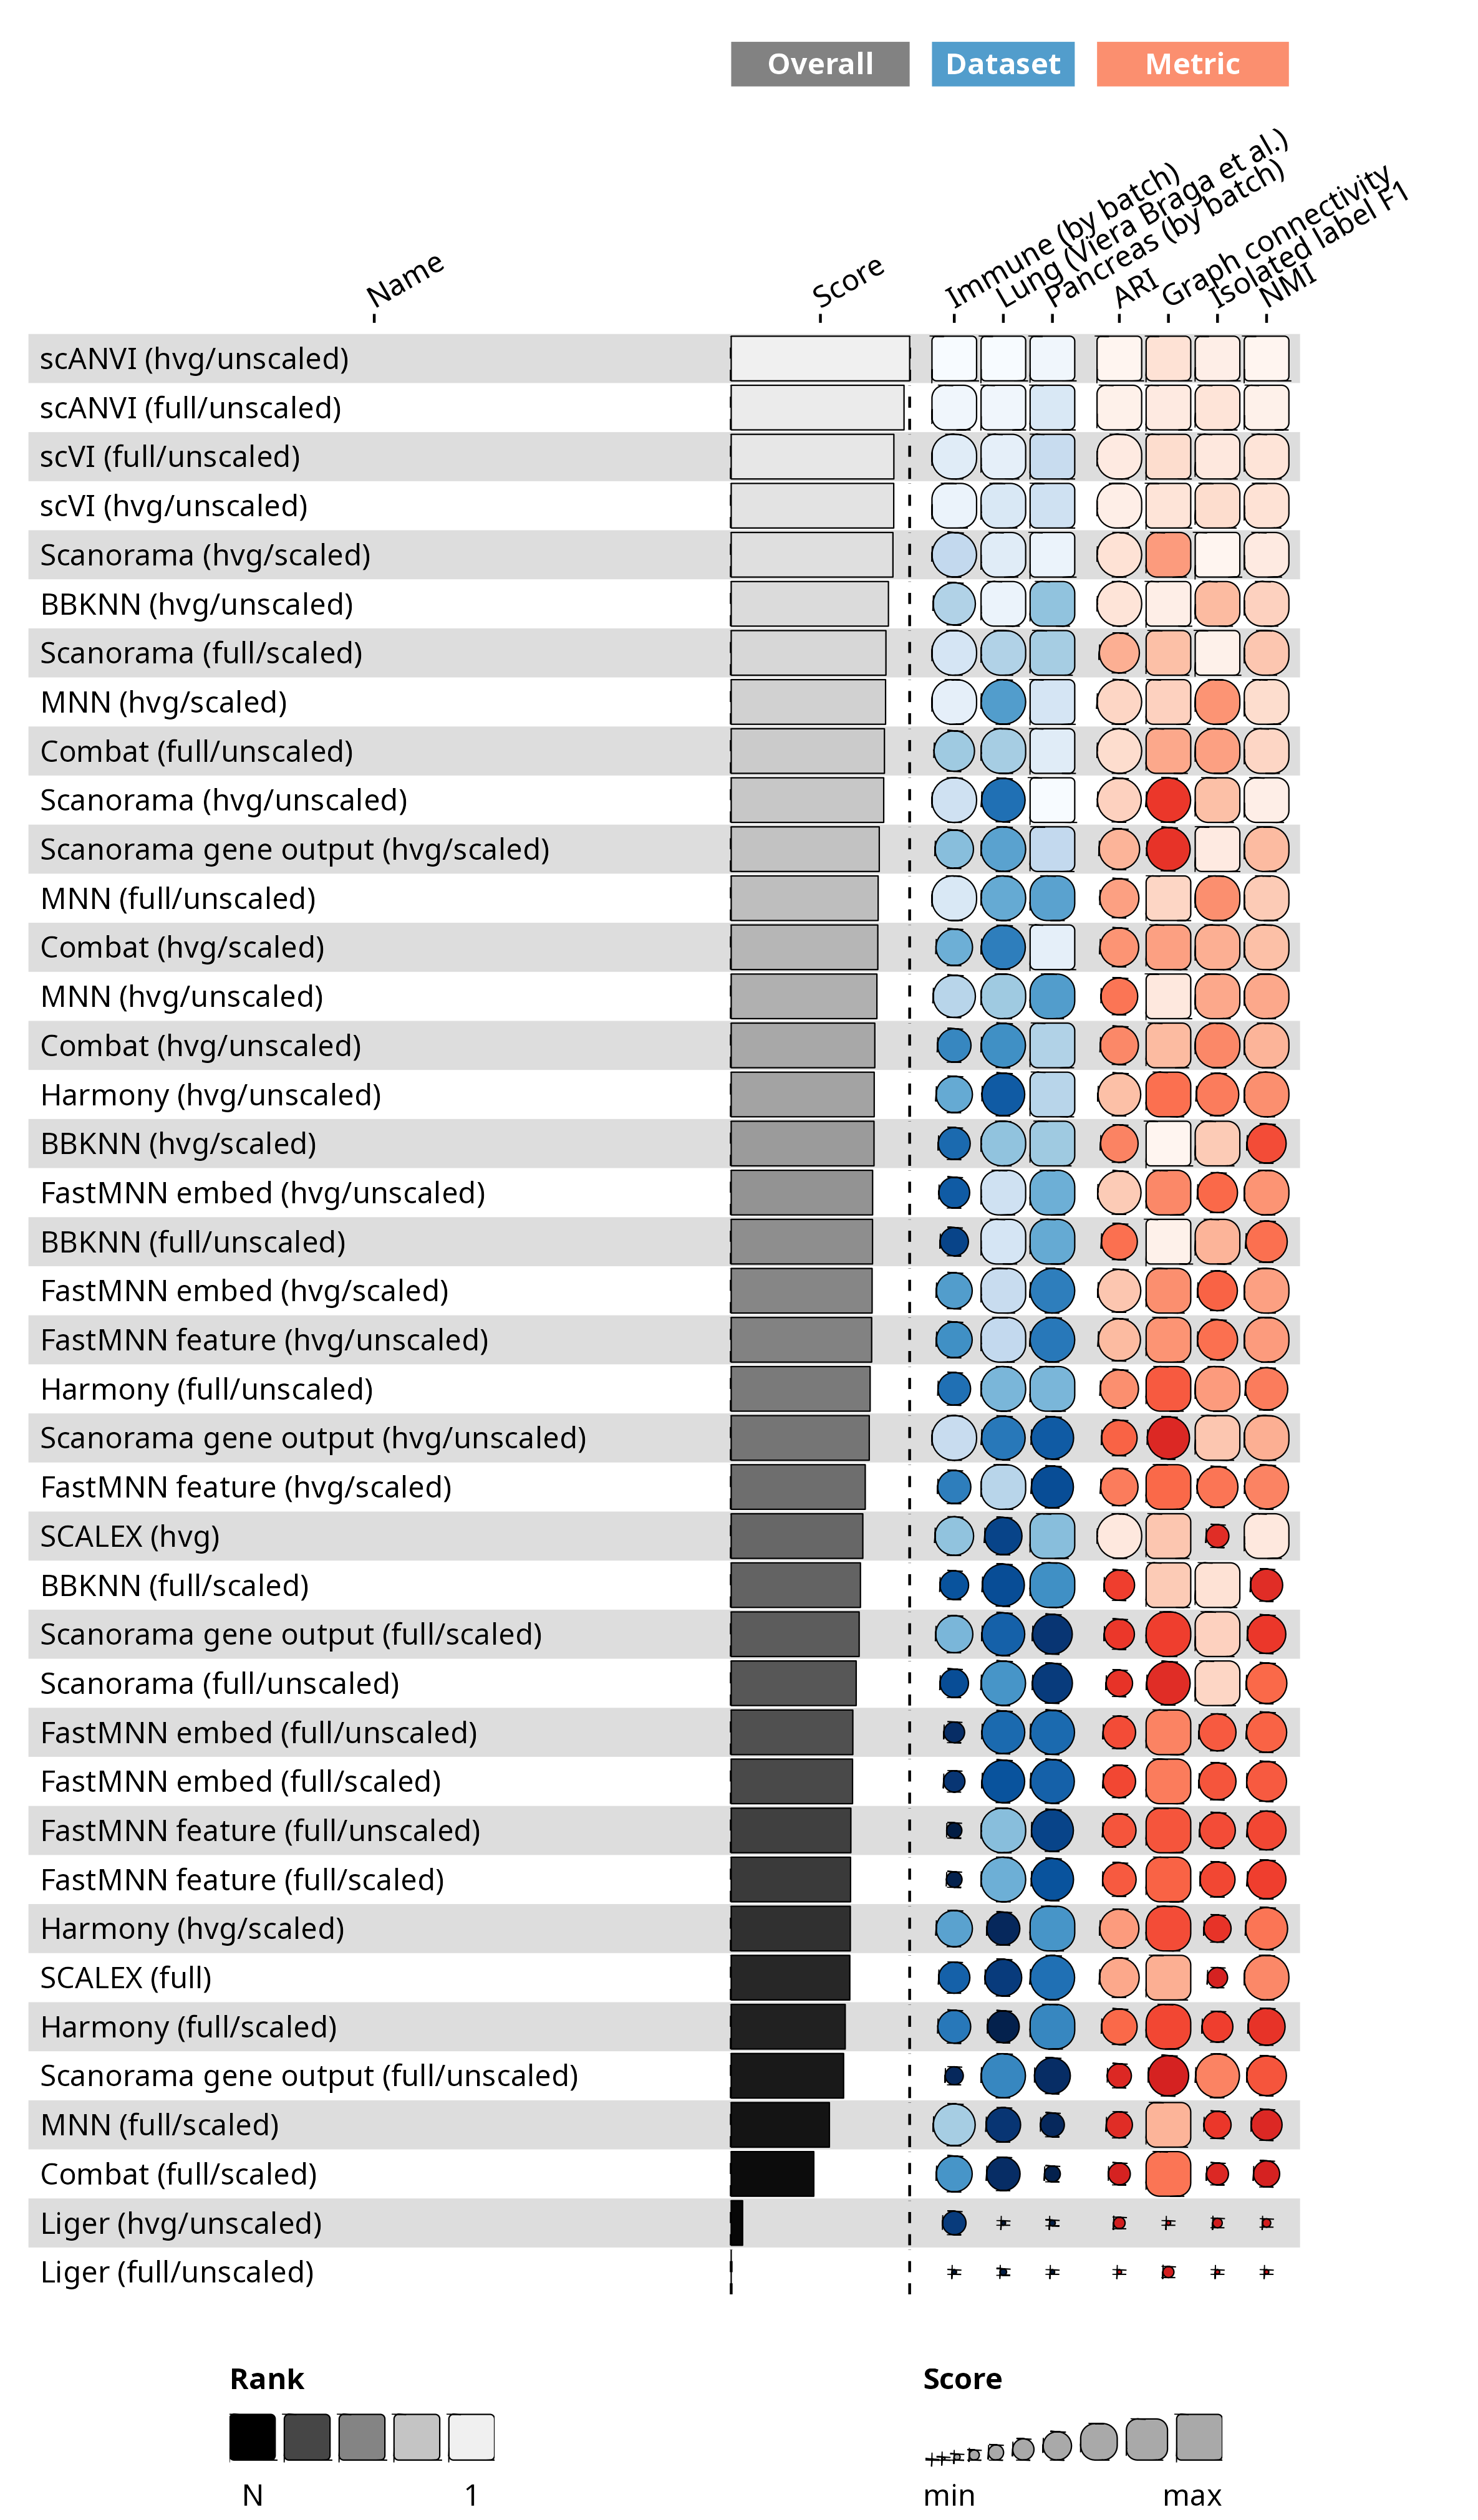 Overall Dataset Metric
Name
Score
Immune (by batch)
Lung (Viera Braga et al.)
Pancreas (by batch)
ARI
Graph connectivity
Isolated label F1
NMI
scANVI (hvg/unscaled)
scANVI (full/unscaled)
scVI (full/unscaled)
scVI (hvg/unscaled)
Scanorama (hvg/scaled)
BBKNN (hvg/unscaled)
Scanorama (full/scaled)
MNN (hvg/scaled)
Combat (full/unscaled)
Scanorama (hvg/unscaled)
Scanorama gene output (hvg/scaled)
MNN (full/unscaled)
Combat (hvg/scaled)
MNN (hvg/unscaled)
Combat (hvg/unscaled)
Harmony (hvg/unscaled)
BBKNN (hvg/scaled)
FastMNN embed (hvg/unscaled)
BBKNN (full/unscaled)
FastMNN embed (hvg/scaled)
FastMNN feature (hvg/unscaled)
Harmony (full/unscaled)
Scanorama gene output (hvg/unscaled)
FastMNN feature (hvg/scaled)
SCALEX (hvg)
BBKNN (full/scaled)
Scanorama gene output (full/scaled)
Scanorama (full/unscaled)
FastMNN embed (full/unscaled)
FastMNN embed (full/scaled)
FastMNN feature (full/unscaled)
FastMNN feature (full/scaled)
Harmony (hvg/scaled)
SCALEX (full)
Harmony (full/scaled)
Scanorama gene output (full/unscaled)
MNN (full/scaled)
Combat (full/scaled)
Liger (hvg/unscaled)
Liger (full/unscaled)
Rank
N 1
Score
min max